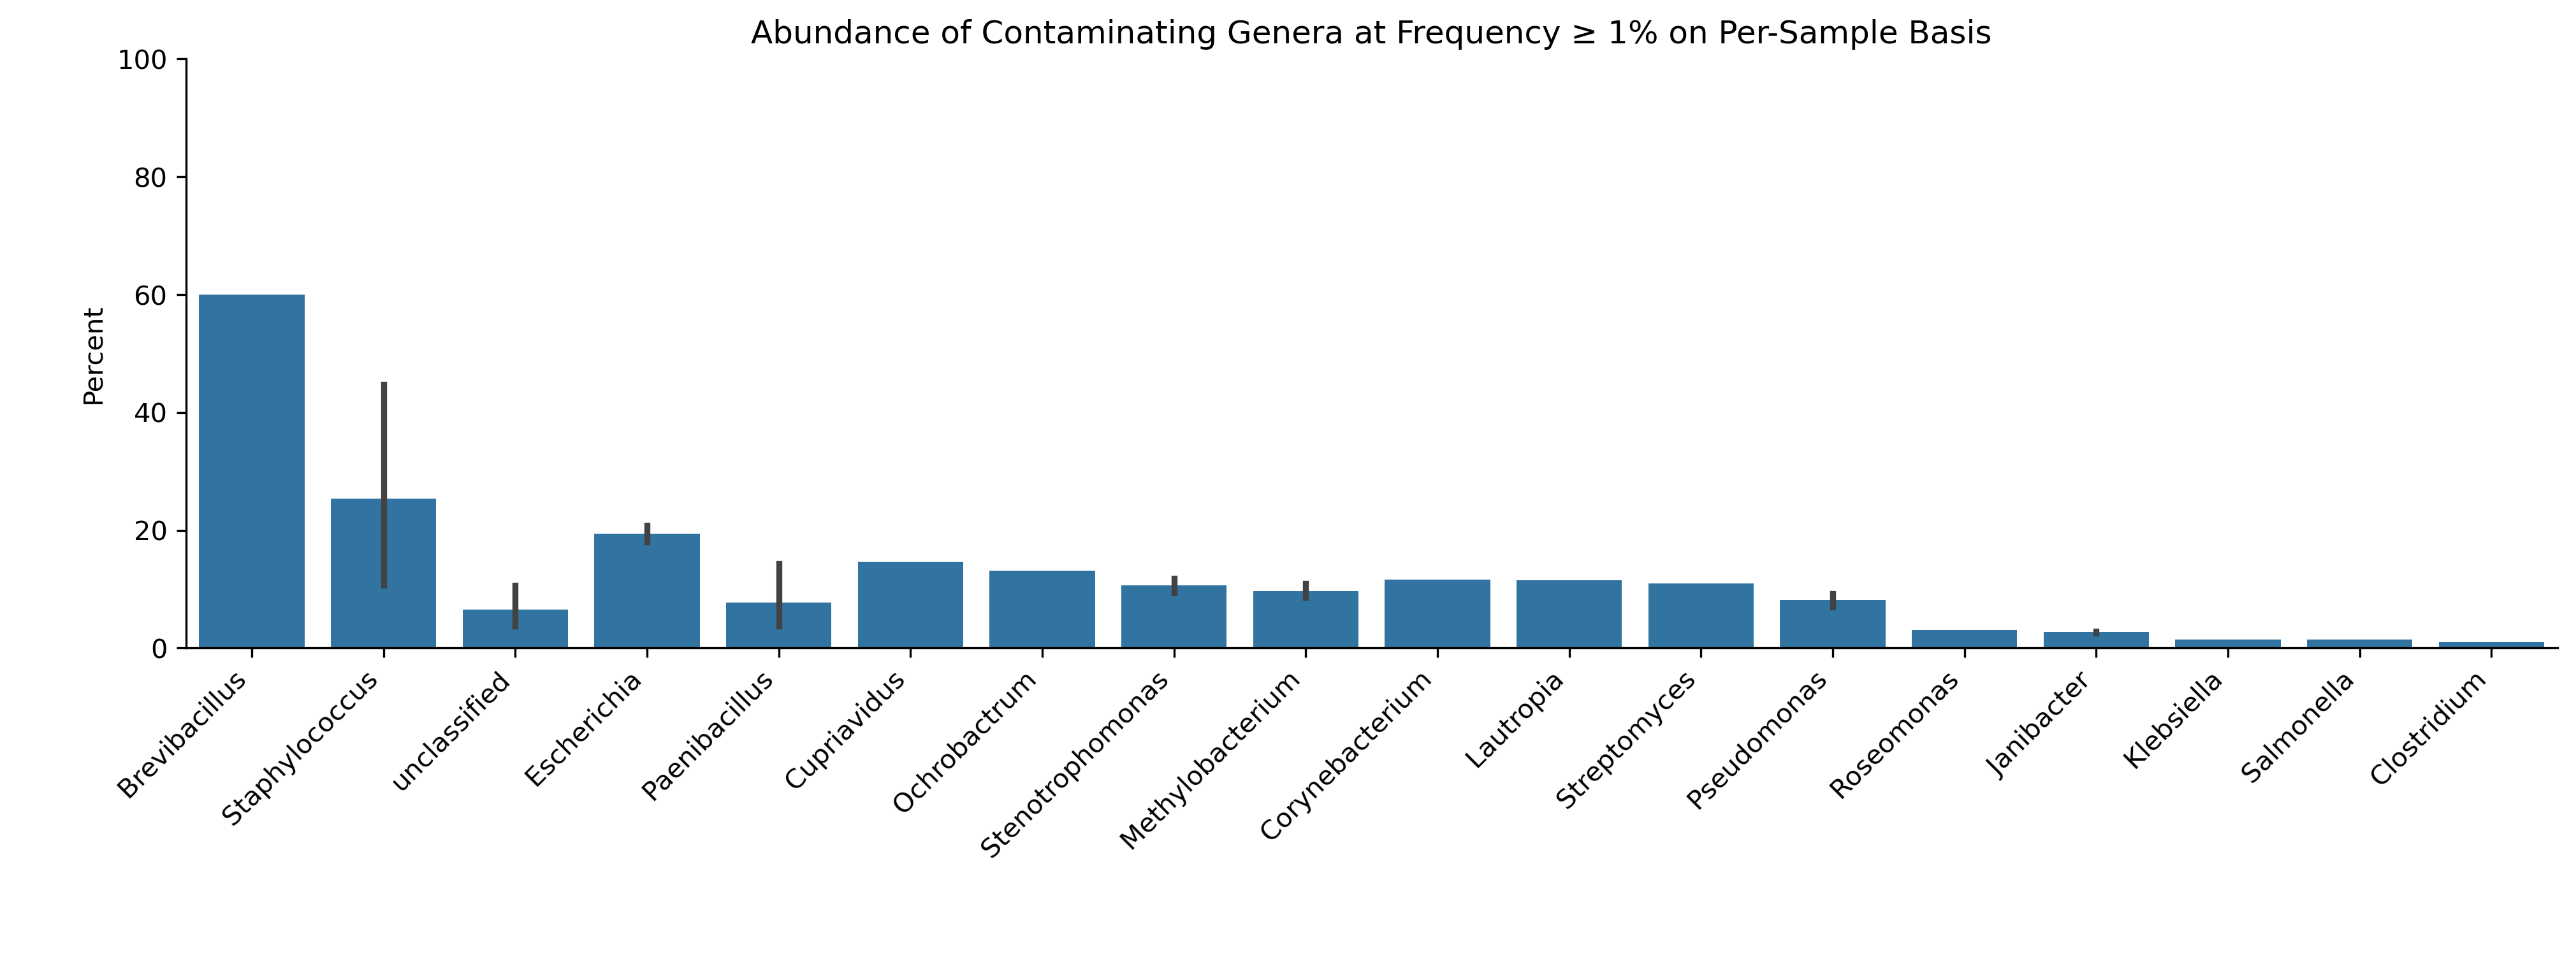 Abundance of Contaminating Genera at Frequency ≥ 1% on Per-Sample Basis
100
80
60
40
20
0
Percent
Brevibacillus
Staphylococcus
unclassified
Escherichia
Paenibacillus
Cupriavidus
Ochrobactrum
Stenotrophomonas
Methylobacterium
Corynebacterium
Lautropia
Streptomyces
Pseudomonas
Roseomonas
Janibacter
Klebsiella
Salmonella
Clostridium